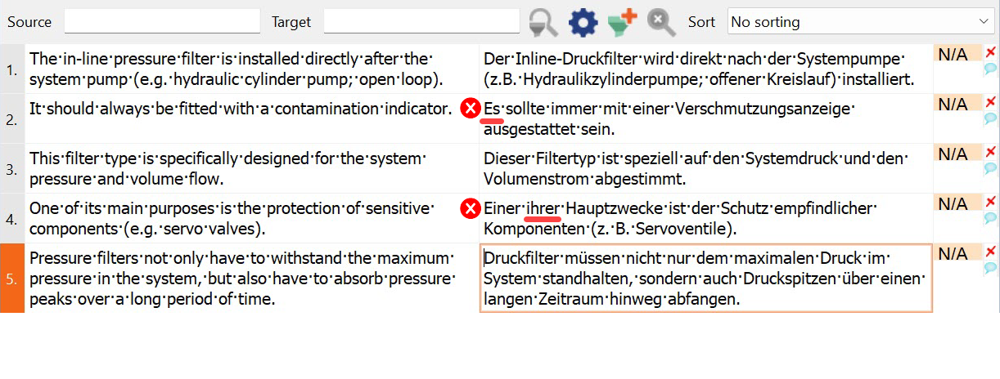 Source Target Sort No sorting
1. The in-line pressure filter is installed directly after the
system pump (e.g. hydraulic cylinder pump; open loop).
Der Inline-Druckfilter wird direkt nach der Systempumpe
(z.B. Hydraulikzylinderpumpe; offener Kreislauf) installiert.
N/A
2. It should always be fitted with a contamination indicator.
Es sollte immer mit einer Verschmutzungsanzeige
ausgestattet sein.
N/A
3. This filter type is specifically designed for the system
pressure and volume flow.
Dieser Filtertyp ist speziell auf den Systemdruck und den
Volumenstrom abgestimmt.
N/A
4. One of its main purposes is the protection of sensitive
components (e.g. servo valves).
Einer ihrer Hauptzwecke ist der Schutz empfindlicher
Komponenten (z. B. Servoventile).
N/A
5. Pressure filters not only have to withstand the maximum
pressure in the system, but also have to absorb pressure
peaks over a long period of time.
Druckfilter müssen nicht nur dem maximalen Druck im
System standhalten, sondern auch Druckspitzen über einen
langen Zeitraum hinweg abfangen.
N/A